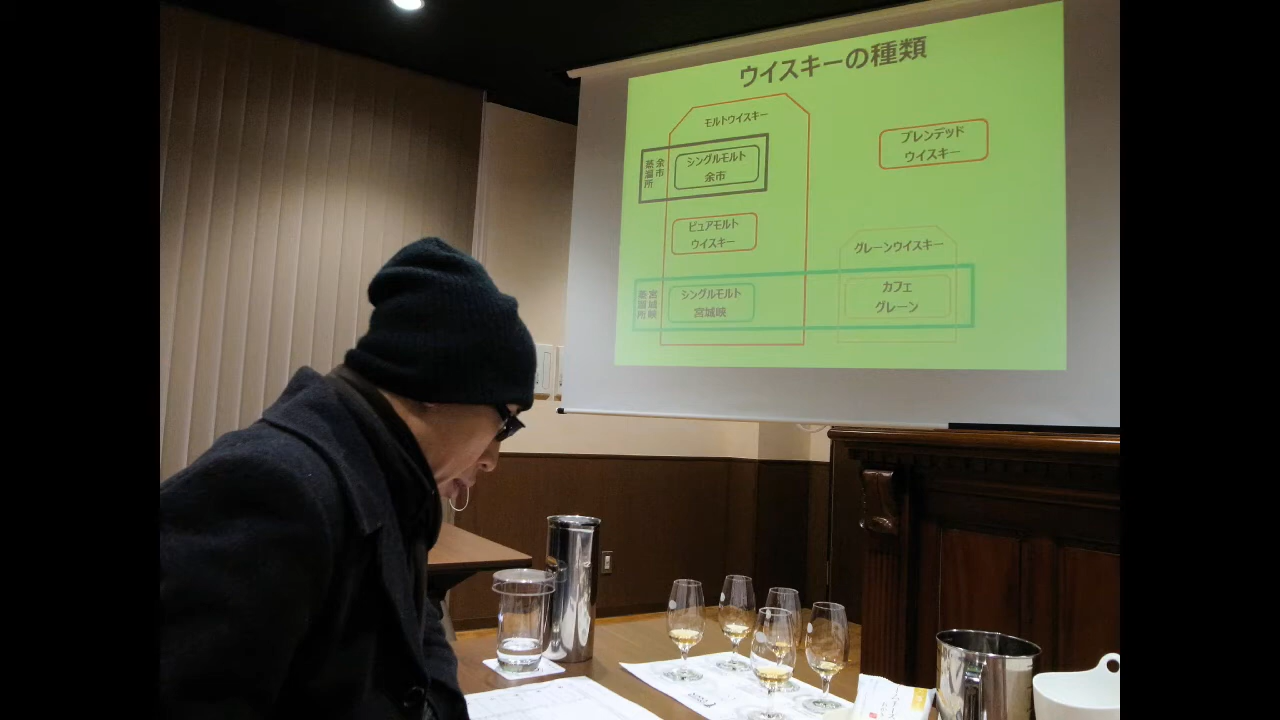 ウイスキーの種類
モルトウイスキー
余市
蒸溜所
シングルモルト
余市
ブレンデッド
ウイスキー
ピュアモルト
ウイスキー
グレーンウイスキー
宮城峡
蒸溜所
シングルモルト
宮城峡
カフェ
グレーン